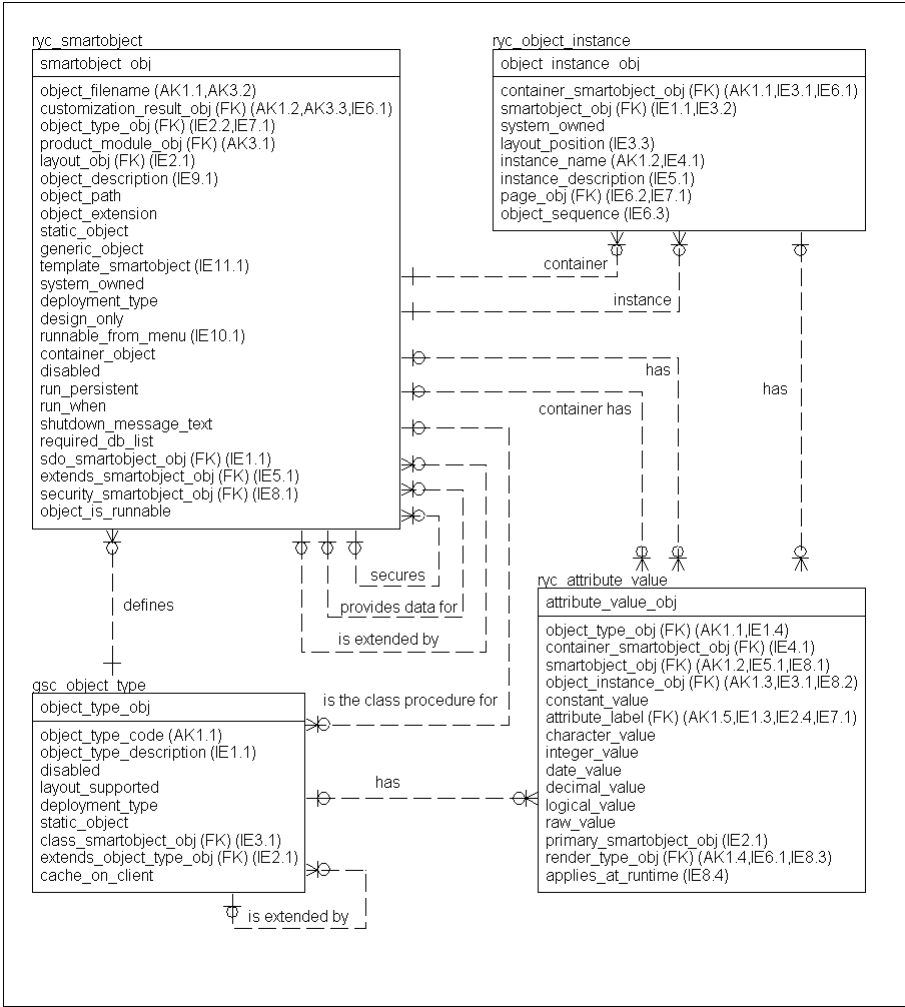 ryc_smartobject
smartobject_obj
object_filename (AK1.1,AK3.2)
customization_result_obj (FK) (AK1.2,AK3.3,IE6.1)
object_type_obj (FK) (IE2.2,IE7.1)
product_module_obj (FK) (AK3.1)
layout_obj (FK) (IE2.1)
object_description (IE9.1)
object_path
object_extension
static_object
generic_object
template_smartobject (IE11.1)
system_owned
deployment_type
design_only
runnable_from_menu (IE10.1)
container_object
disabled
run_persistent
run_when
shutdown_message_text
required_db_list
sdo_smartobject_obj (FK) (IE1.1)
extends_smartobject_obj (FK) (IE5.1)
security_smartobject_obj (FK) (IE8.1)
object_is_runnable
ryc_object_instance
object_instance_obj
container_smartobject_obj (FK) (AK1.1,IE3.1,IE6.1)
smartobject_obj (FK) (IE1.1,IE3.2)
system_owned
layout_position (IE3.3)
instance_name (AK1.2,IE4.1)
instance_description (IE5.1)
page_obj (FK) (IE6.2,IE7.1)
object_sequence (IE6.3)
container
instance
has
container has
has
secures
provides data for
is extended by
defines
is the class procedure for
gsc_object_type
object_type_obj
object_type_code (AK1.1)
object_type_description (IE1.1)
disabled
layout_supported
deployment_type
static_object
class_smartobject_obj (FK) (IE3.1)
extends_object_type_obj (FK) (IE2.1)
cache_on_client
has
is extended by
ryc_attribute_value
attribute_value_obj
object_type_obj (FK) (AK1.1,IE1.4)
container_smartobject_obj (FK) (IE4.1)
smartobject_obj (FK) (AK1.2,IE5.1,IE8.1)
object_instance_obj (FK) (AK1.3,IE3.1,IE8.2)
constant_value
attribute_label (FK) (AK1.5,IE1.3,IE2.4,IE7.1)
character_value
integer_value
date_value
decimal_value
logical_value
raw_value
primary_smartobject_obj (IE2.1)
render_type_obj (FK) (AK1.4,IE6.1,IE8.3)
applies_at_runtime (IE8.4)